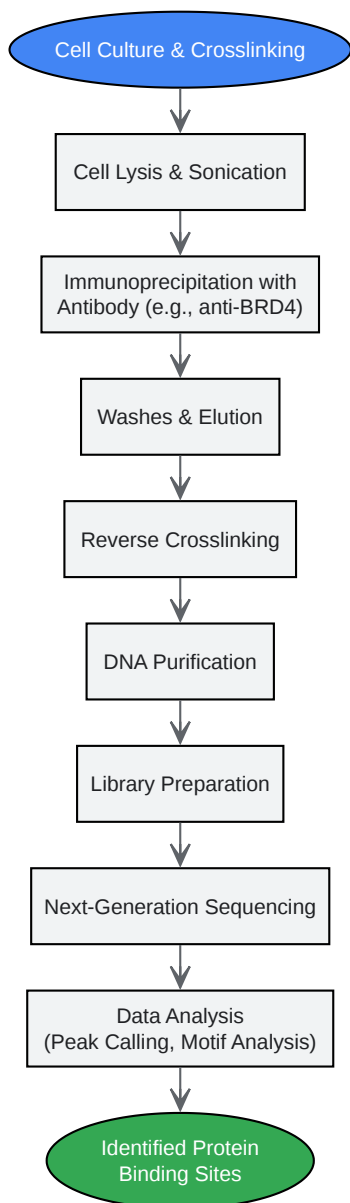 Cell Culture & Crosslinking
Cell Lysis & Sonication
Immunoprecipitation with
Antibody (e.g., anti-BRD4)
Washes & Elution
Reverse Crosslinking
DNA Purification
Library Preparation
Next-Generation Sequencing
Data Analysis
(Peak Calling, Motif Analysis)
Identified Protein
Binding Sites